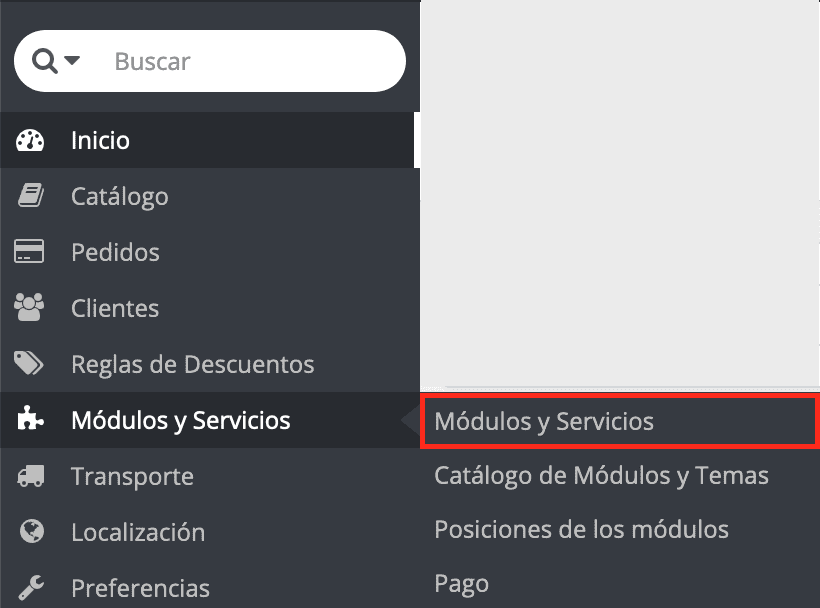 Buscar
Inicio
Catálogo
Pedidos
Clientes
Reglas de Descuentos
Módulos y Servicios
Transporte
Localización
Preferencias
Módulos y Servicios
Catálogo de Módulos y Temas
Posiciones de los módulos
Pago